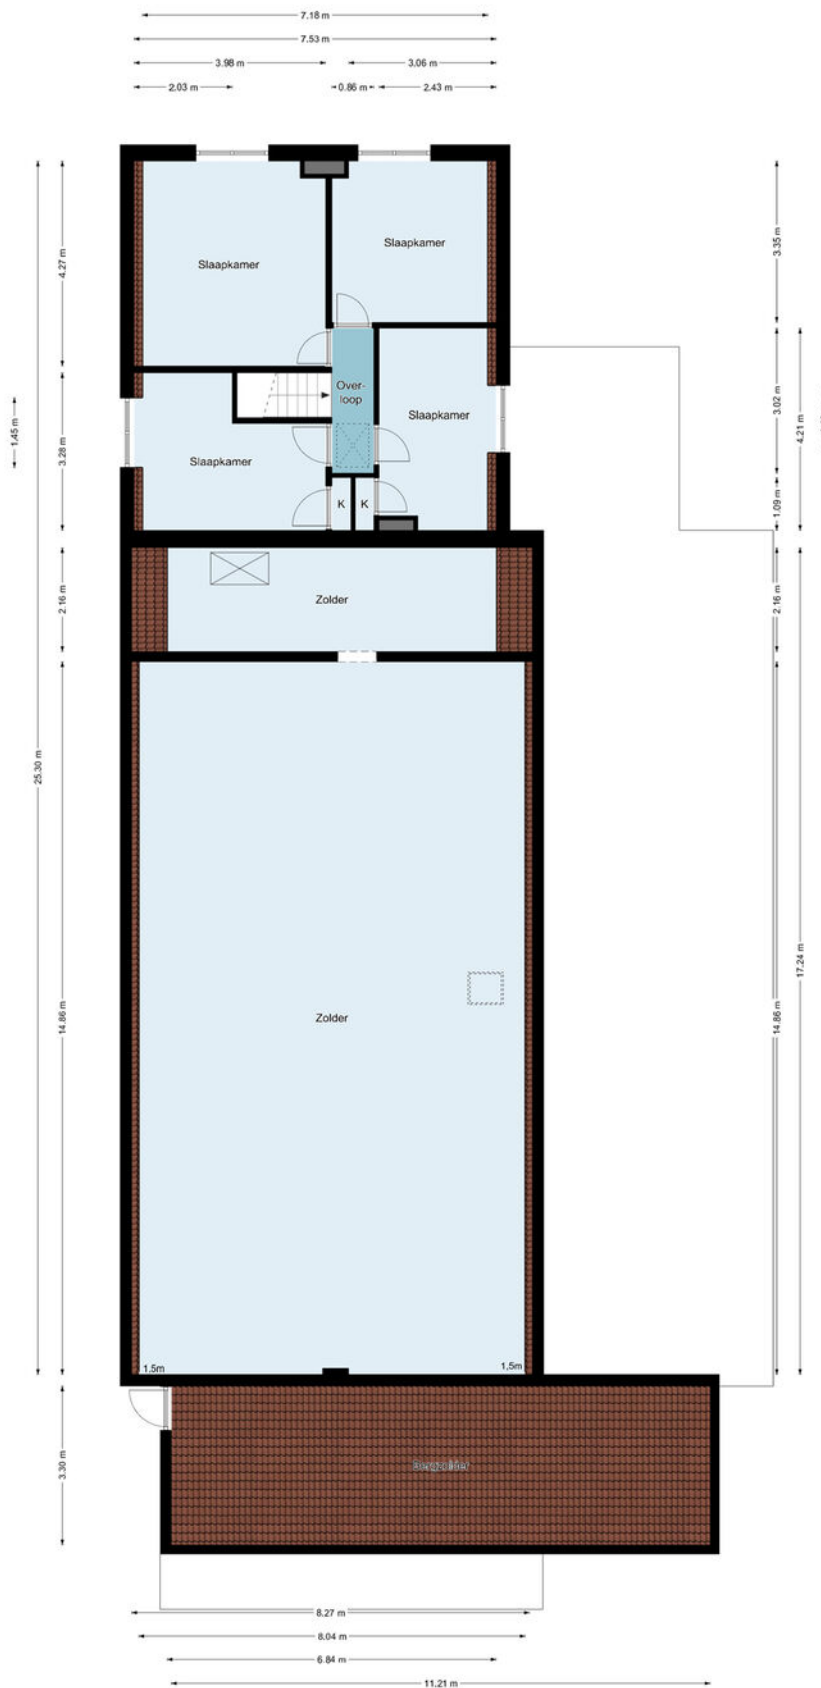 7.18 m
7.53 m
3.98 m
3.06 m
2.03 m
0.86 m
2.43 m
Slaapkamer
Slaapkamer
4.27 m
3.35 m
Over-
loop
Slaapkamer
Slaapkamer
1.45 m
3.28 m
3.02 m
4.21 m
K
K
1.09 m
Zolder
2.16 m
2.16 m
25.30 m
17.24 m
14.86 m
14.86 m
Zolder
1.5m
1,5m
Bergzolder
3.30 m
8.27 m
8.04 m
6.84 m
11.21 m